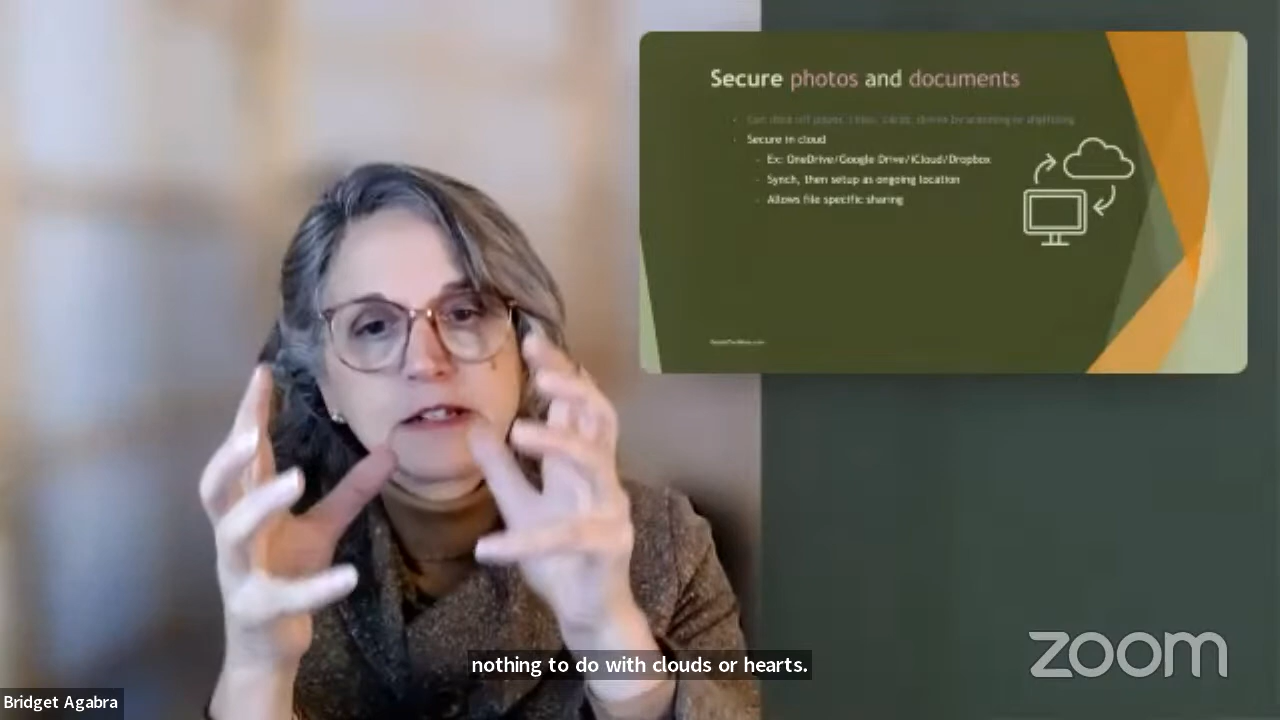 Secure photos and documents
Secure in cloud
Ex: OneDrive/Google Drive/iCloud/Dropbox
Synch, then setup as ongoing location
Allows file specific sharing
nothing to do with clouds or hearts.
zoom
Bridget Agabra